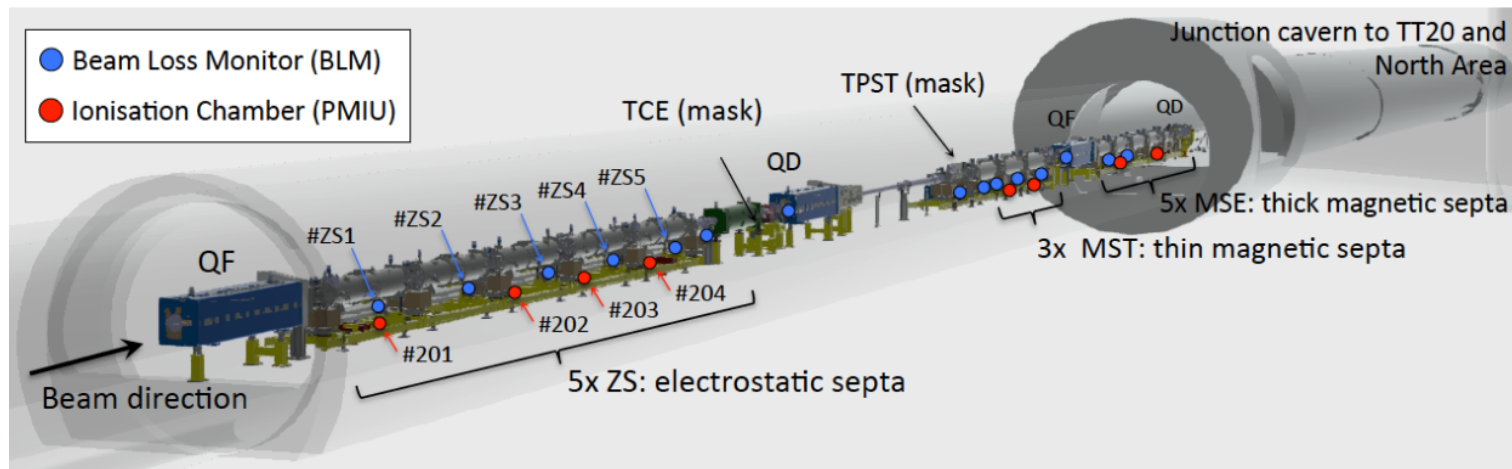 Beam Loss Monitor (BLM)
Ionisation Chamber (PMIU)
Junction cavern to TT20 and
North Area
TPST (mask)
TCE (mask)
QF
QD
QD
#ZS5
#ZS4
#ZS3
#ZS2
#ZS1
QF
5x MSE: thick magnetic septa
3x MST: thin magnetic septa
#204
#203
#202
#201
5x ZS: electrostatic septa
Beam direction